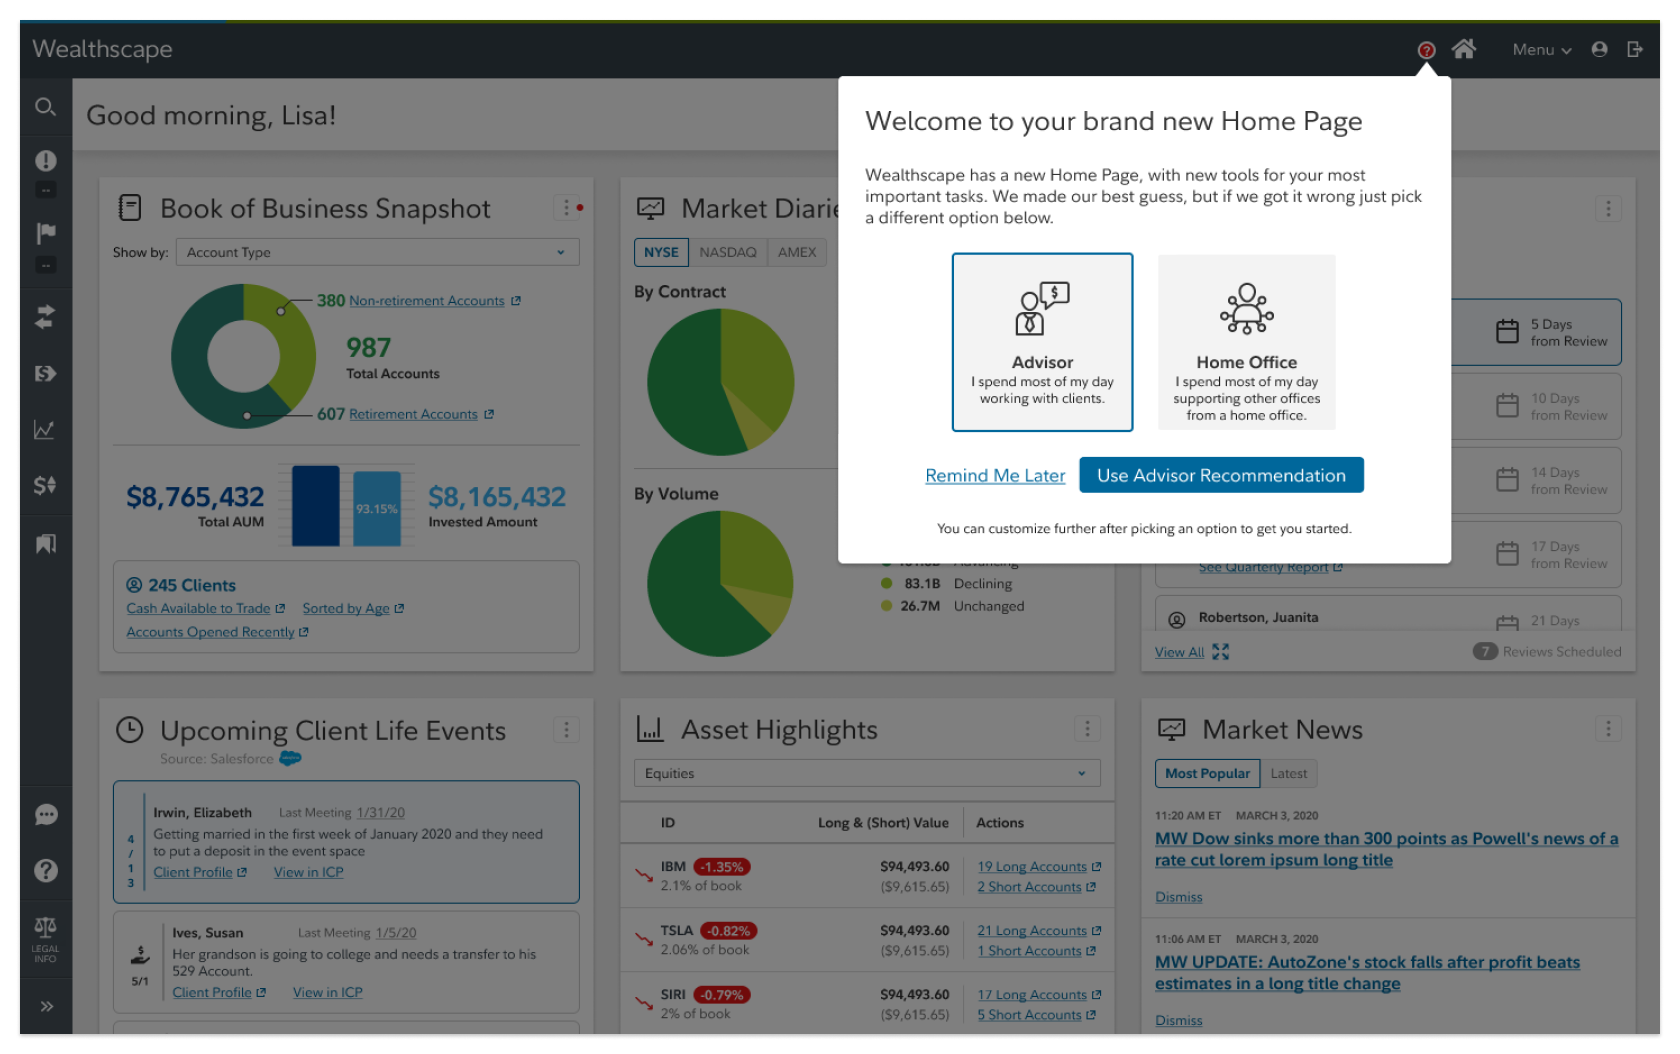 Wealthscape
Menu
Good morning, Lisa!
Welcome to your brand new Home Page
Wealthscape has a new Home Page, with new tools for your most
important tasks. We made our best guess, but if we got it wrong just pick
a different option below.
Advisor
I spend most of my day
working with clients.
Home Office
I spend most of my day
supporting other offices
from a home office.
Remind Me Later
Use Advisor Recommendation
You can customize further after picking an option to get you started.
--
--
LEGAL
INFO
Book of Business Snapshot
Show by:
Account Type
380 Non-retirement Accounts
987
Total Accounts
607 Retirement Accounts
$8,765,432
Total AUM
93.15%
$8,165,432
Invested Amount
245 Clients
Cash Available to Trade
Sorted by Age
Accounts Opened Recently
Market Diarie
NYSE
NASDAQ
AMEX
By Contract
By Volume
83.1B Declining
26.7M Unchanged
5 Days
from Review
10 Days
from Review
14 Days
from Review
17 Days
from Review
See Quarterly Report
Robertson, Juanita
21 Days
View All
7 Reviews Scheduled
Upcoming Client Life Events
Source: Salesforce
4
/
1
3
Irwin, Elizabeth
Last Meeting 1/31/20
Getting married in the first week of January 2020 and they need
to put a deposit in the event space
Client Profile
View in ICP
$
5/1
Ives, Susan
Last Meeting 1/5/20
Her grandson is going to college and needs a transfer to his
529 Account.
Client Profile
View in ICP
Asset Highlights
Equities
ID
Long & (Short) Value
Actions
IBM -1.35%
2.1% of book
$94,493.60
($9,615.65)
19 Long Accounts
2 Short Accounts
TSLA -0.82%
2.06% of book
$94,493.60
($9,615.65)
21 Long Accounts
1 Short Accounts
SIRI -0.79%
2% of book
$94,493.60
($9,615.65)
17 Long Accounts
5 Short Accounts
Market News
Most Popular
Latest
11:20 AM ET MARCH 3, 2020
MW Dow sinks more than 300 points as Powell's news of a
rate cut lorem ipsum long title
Dismiss
11:06 AM ET MARCH 3, 2020
MW UPDATE: AutoZone's stock falls after profit beats
estimates in a long title change
Dismiss